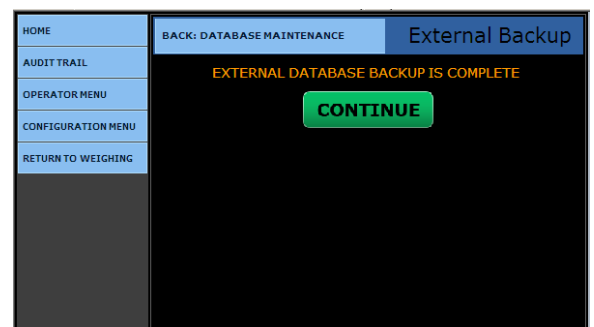 HOME
AUDIT TRAIL
OPERATOR MENU
CONFIGURATION MENU
RETURN TO WEIGHING
BACK: DATABASE MAINTENANCE
External Backup
EXTERNAL DATABASE BACKUP IS COMPLETE
CONTINUE